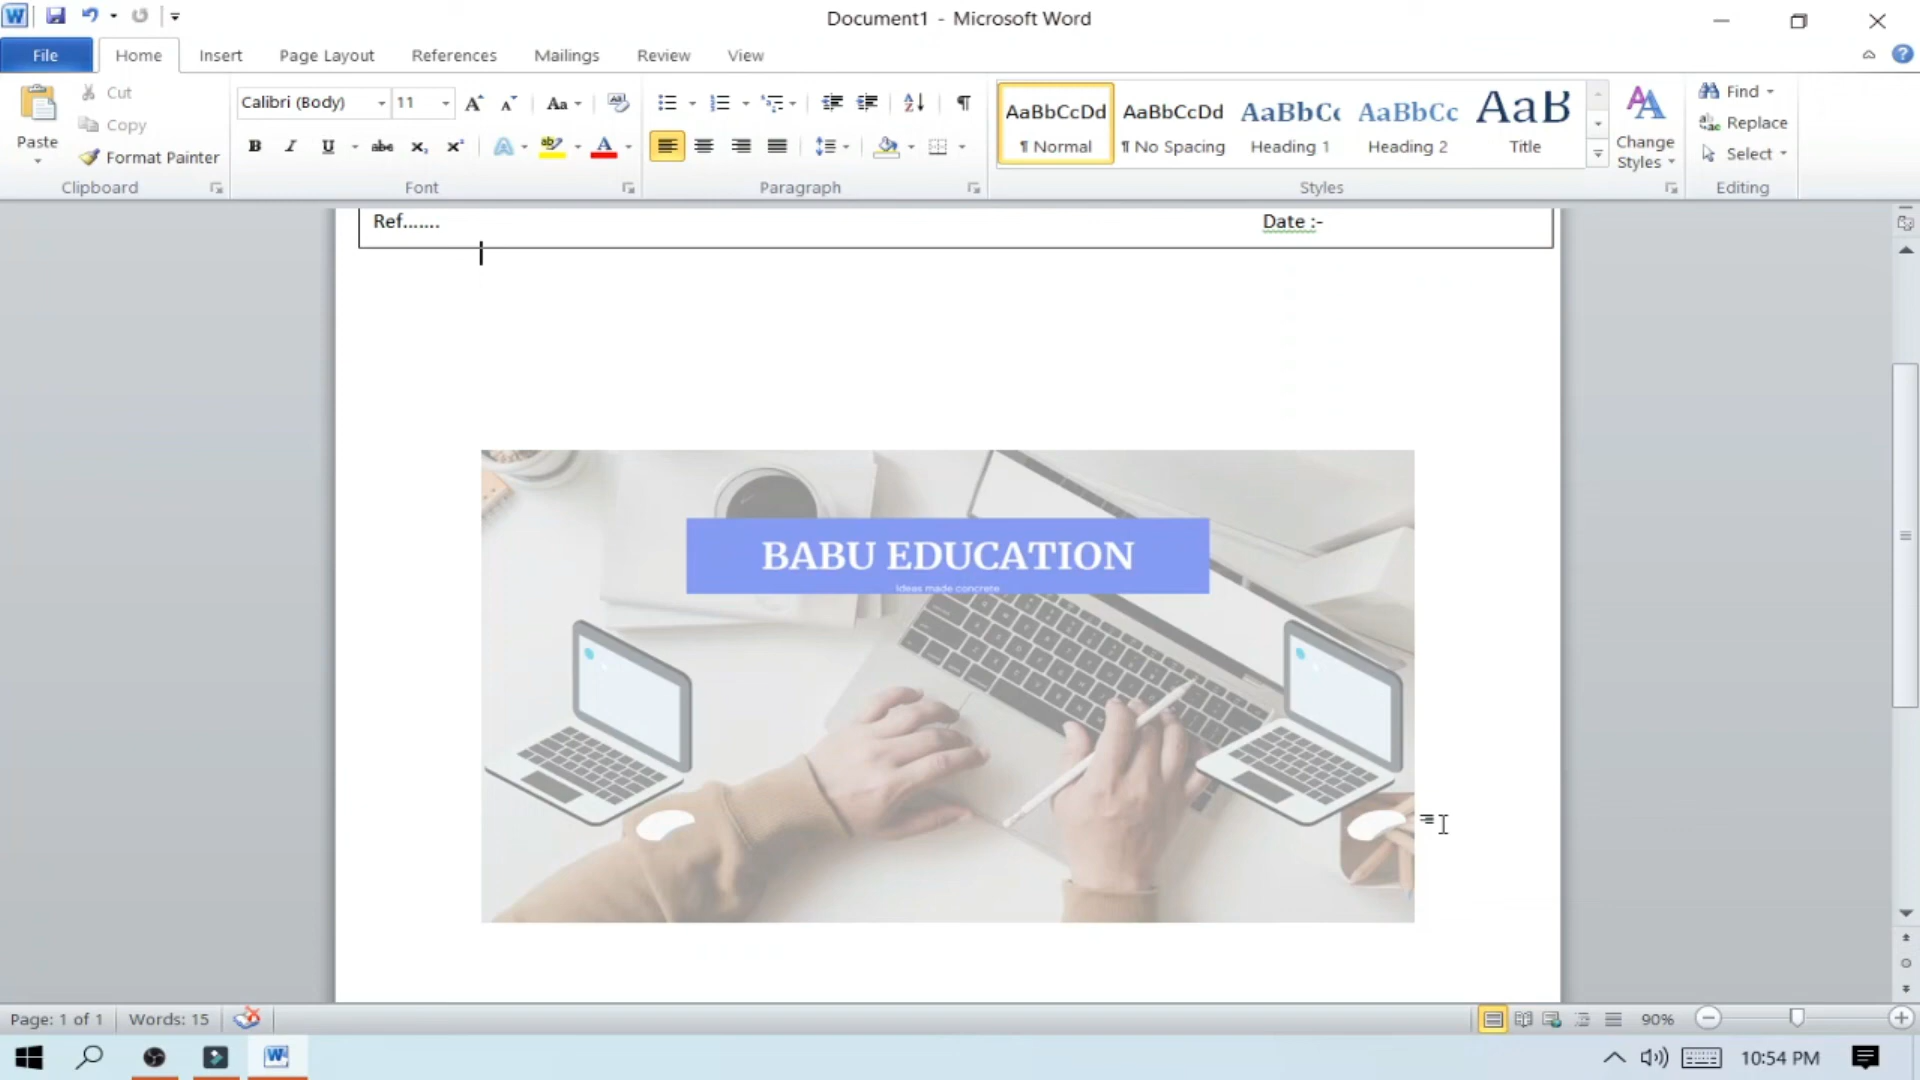 Document1 - Microsoft Word
File Home Insert Page Layout References Mailings Review View
Paste
Cut
Copy
Format Painter
Clipboard
Calibri (Body) 11
Font
Paragraph
AaBbCcDd AaBbCcDd AaBbCc AaBbCc AaB
¶ Normal ¶ No Spacing Heading 1 Heading 2 Title
Styles
Change
Styles
Find
Replace
Select
Editing
Ref....... Date :-
BABU EDUCATION
Ideas made concrete
Page: 1 of 1 Words: 15 90%
10:54 PM